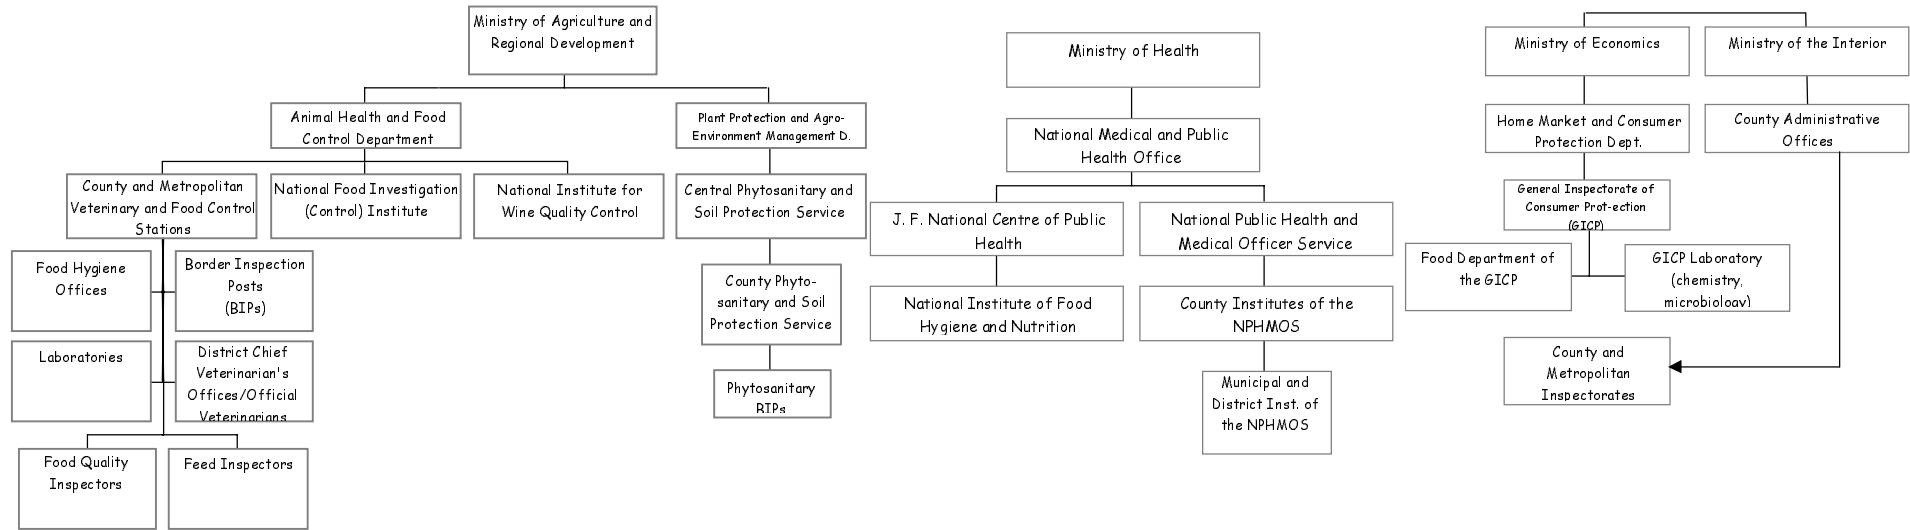 Ministry of Agriculture and
Regional Development
Animal Health and Food
Control Department
Plant Protection and Agro-
Environment Management D.
County and Metropolitan
Veterinary and Food Control
Stations
National Food Investigation
(Control) Institute
National Institute for
Wine Quality Control
Central Phytosanitary and
Soil Protection Service
Food Hygiene
Offices
Border Inspection
Posts
(BIPs)
County Phyto-
sanitary and Soil
Protection Service
Laboratories
District Chief
Veterinarian's
Offices/Official
Veterinarians
Phytosanitary
BIPs
Food Quality
Inspectors
Feed Inspectors
Ministry of Health
National Medical and Public
Health Office
J. F. National Centre of Public
Health
National Public Health and
Medical Officer Service
National Institute of Food
Hygiene and Nutrition
County Institutes of the
NPHMOS
Municipal and
District Inst. of
the NPHMOS
Ministry of Economics
Ministry of the Interior
Home Market and Consumer
Protection Dept.
County Administrative
Offices
General Inspectorate of
Consumer Prot-ection
(GICP)
Food Department of
the GICP
GICP Laboratory
(chemistry,
microbiology)
County and
Metropolitan
Inspectorates